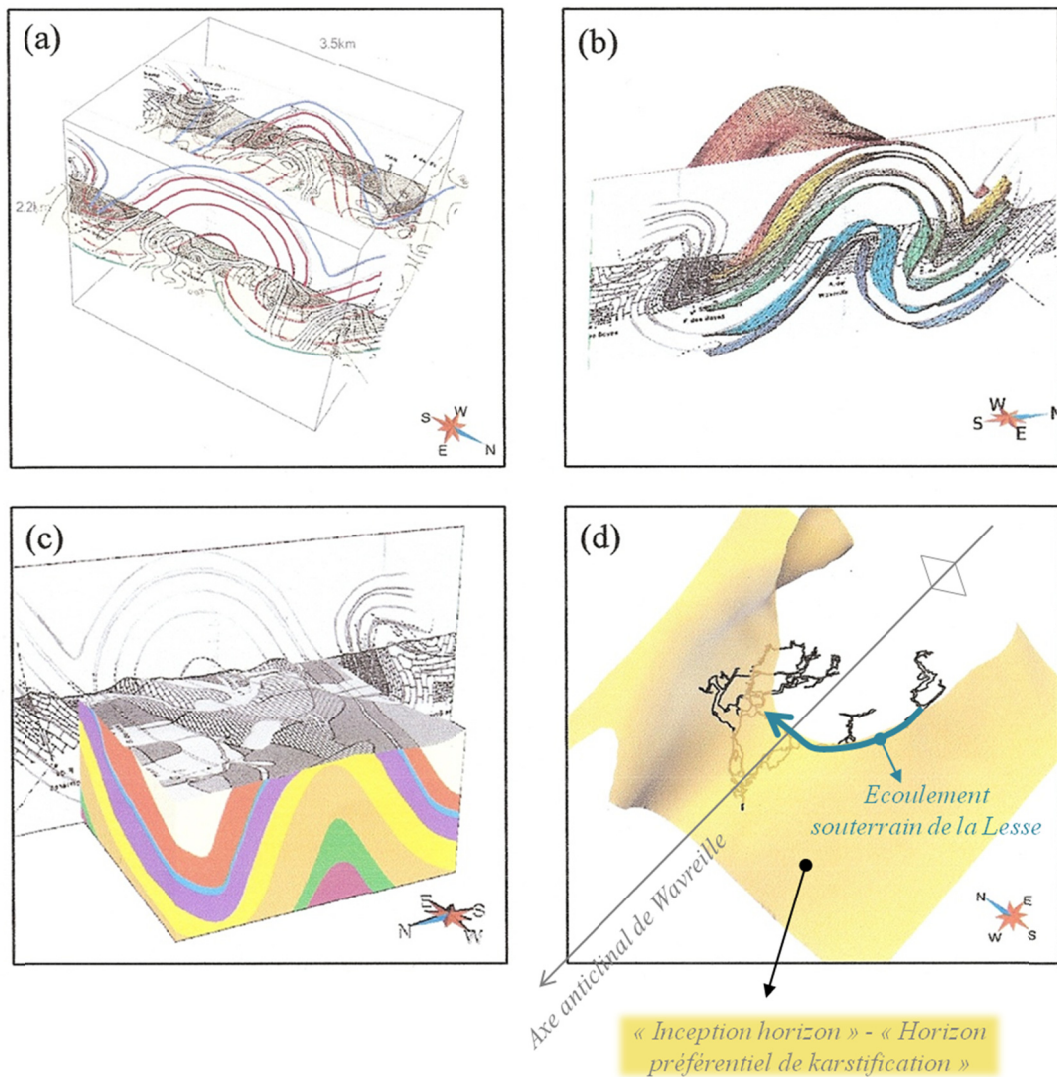 (a)
3.5km
2.2km
S W
E N
(b)
W N
S E
(c)
E S
N W
(d)
Ecoulement
souterrain de la Lesse
Axe anticlinal de Wavreille
N E
W S
« Inception horizon » - « Horizon
préférentiel de karstification »